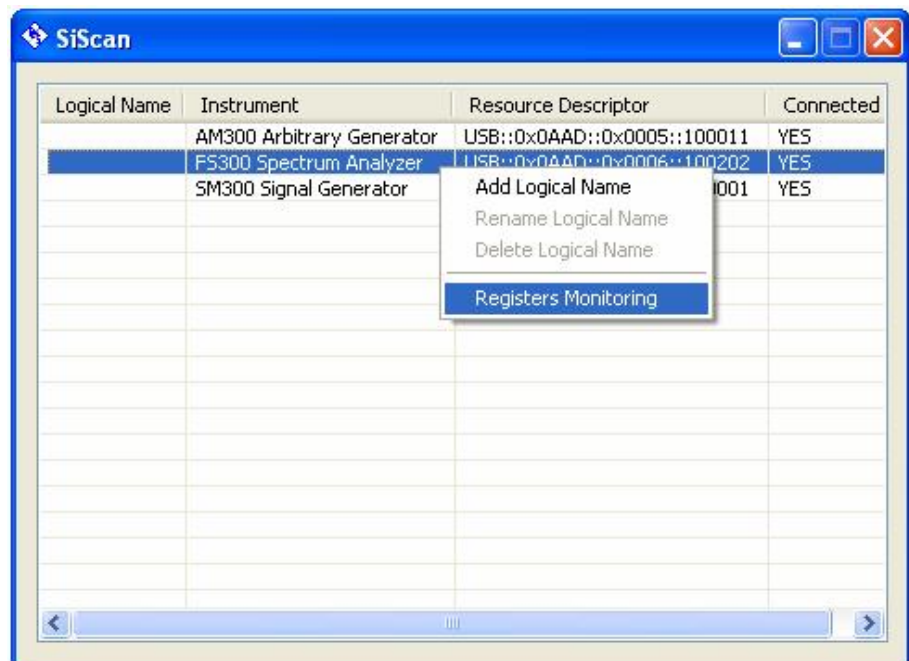 SiScan
Logical Name Instrument Resource Descriptor Connected
AM300 Arbitrary Generator USB::0x0AAD::0x0005::100011 YES
FS300 Spectrum Analyzer USB::0x0AAD::0x0006::100202 YES
SM300 Signal Generator 001 YES
Add Logical Name
Rename Logical Name
Delete Logical Name
Registers Monitoring